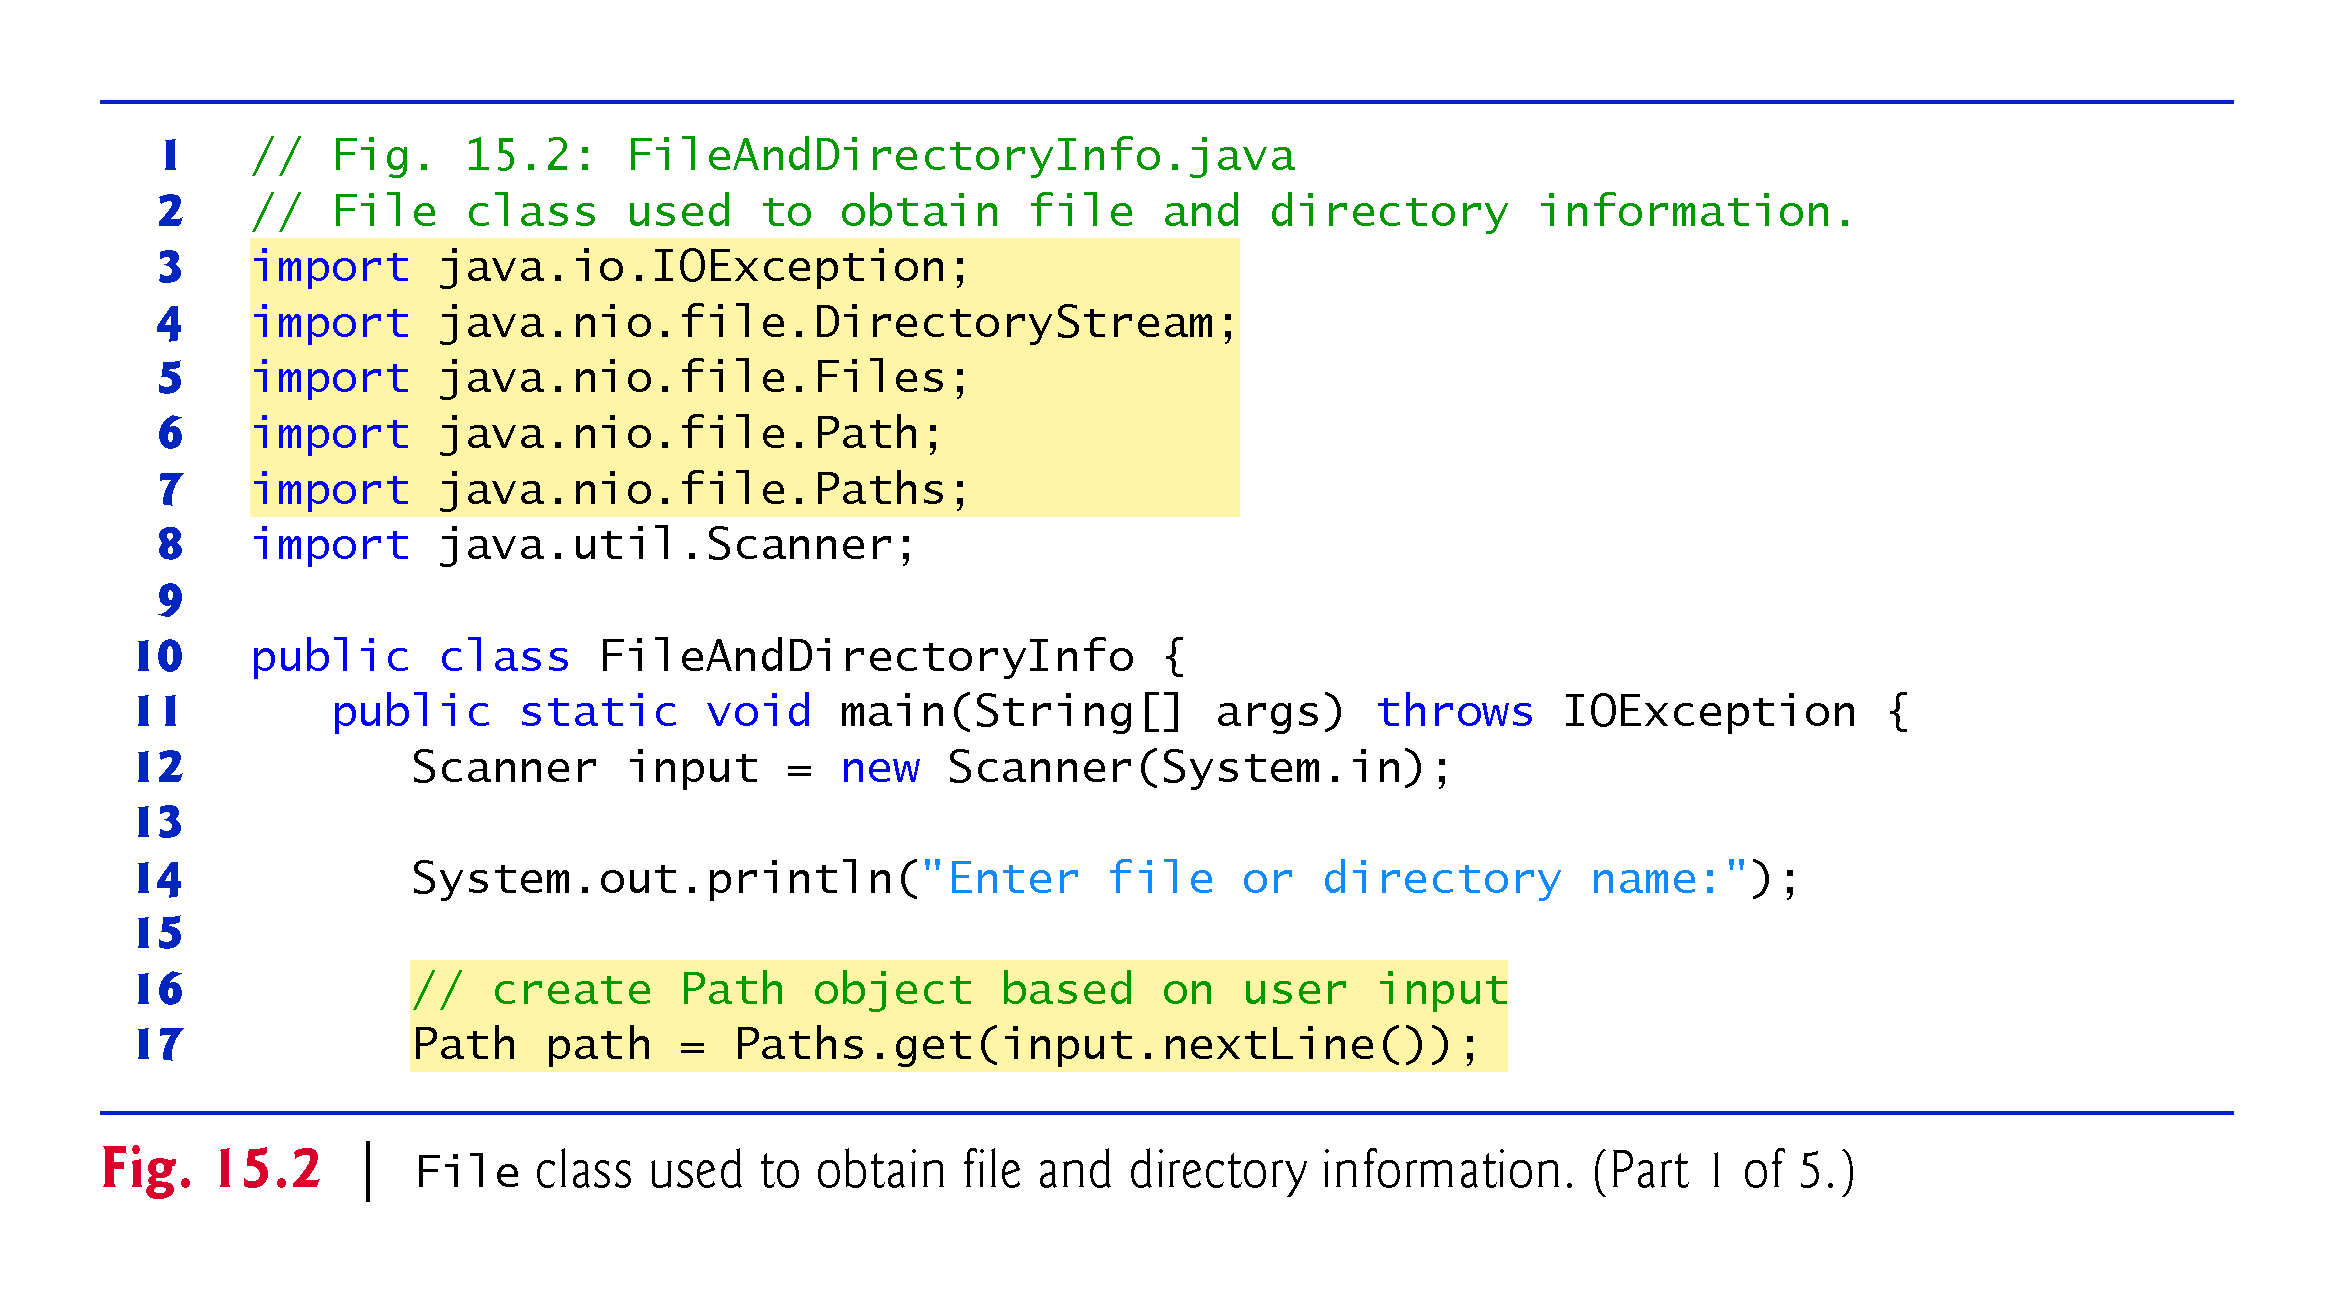 1 // Fig. 15.2: FileAndDirectoryInfo.java
2 // File class used to obtain file and directory information.
3 import java.io.IOException;
4 import java.nio.file.DirectoryStream;
5 import java.nio.file.Files;
6 import java.nio.file.Path;
7 import java.nio.file.Paths;
8 import java.util.Scanner;
9
10 public class FileAndDirectoryInfo {
11    public static void main(String[] args) throws IOException {
12       Scanner input = new Scanner(System.in);
13
14       System.out.println("Enter file or directory name:");
15
16       // create Path object based on user input
17       Path path = Paths.get(input.nextLine());
Fig. 15.2 | File class used to obtain file and directory information. (Part 1 of 5.)